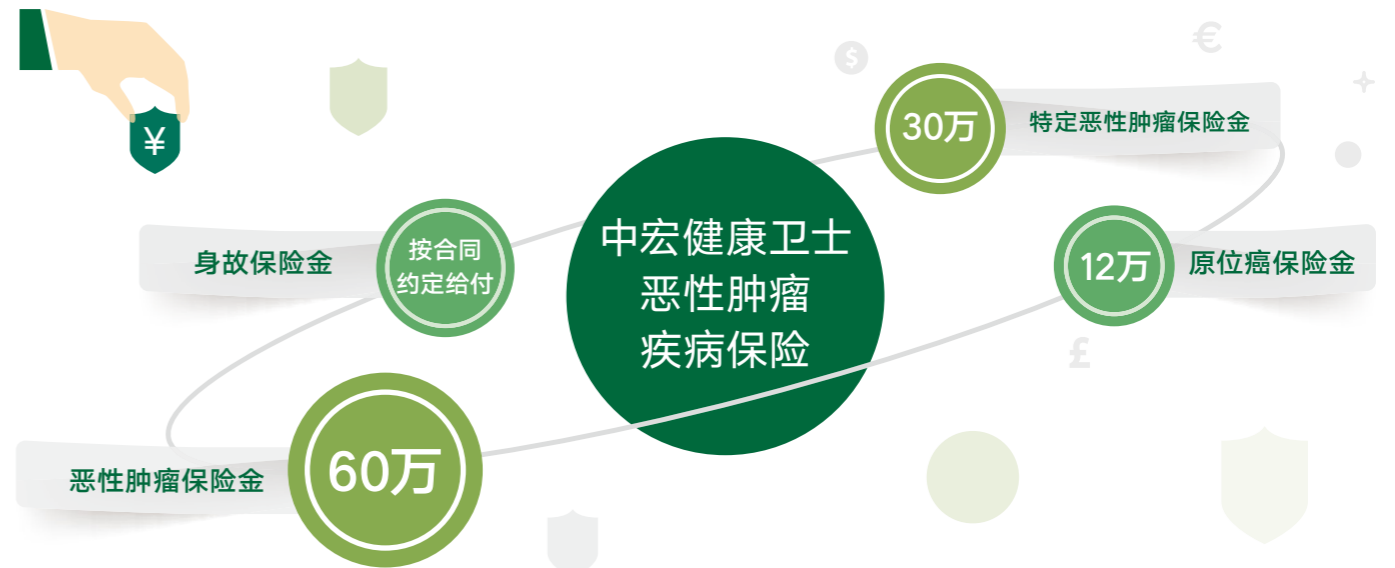 ¥
$
€
30万
特定恶性肿瘤保险金
中宏健康卫士
恶性肿瘤
疾病保险
身故保险金
按合同
约定给付
12万
原位癌保险金
£
恶性肿瘤保险金
60万